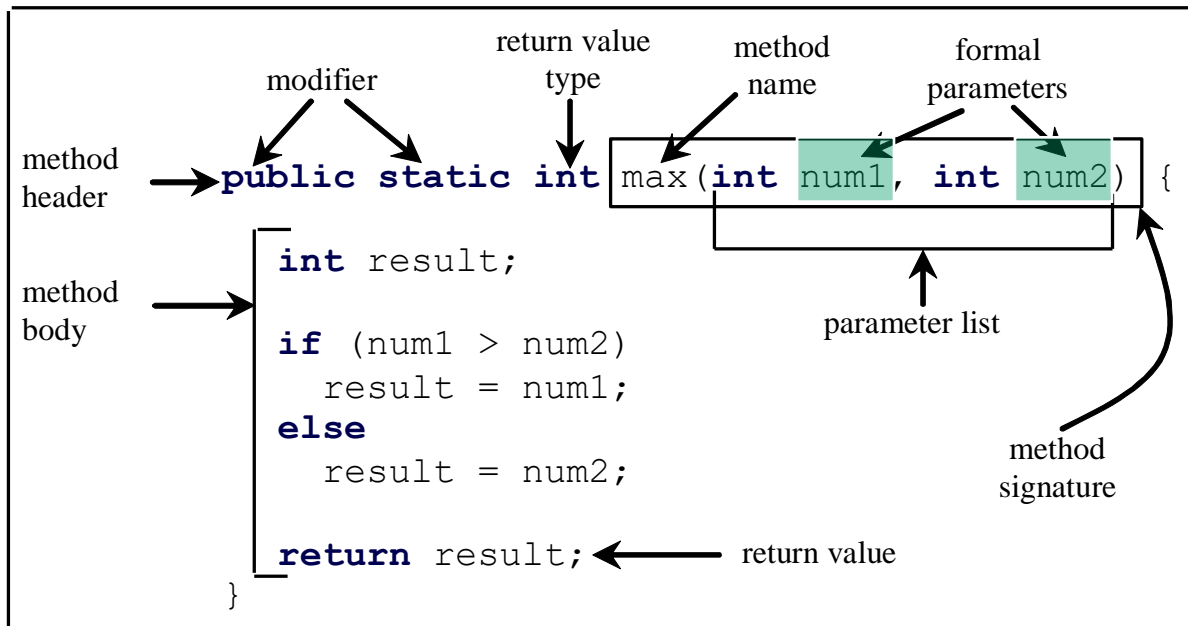 return value
type
method
name
formal
parameters
modifier
method
header
public static int max(int num1, int num2) {
method
body
int result;
parameter list
if (num1 > num2)
result = num1;
else
result = num2;
method
signature
return result;
return value
}